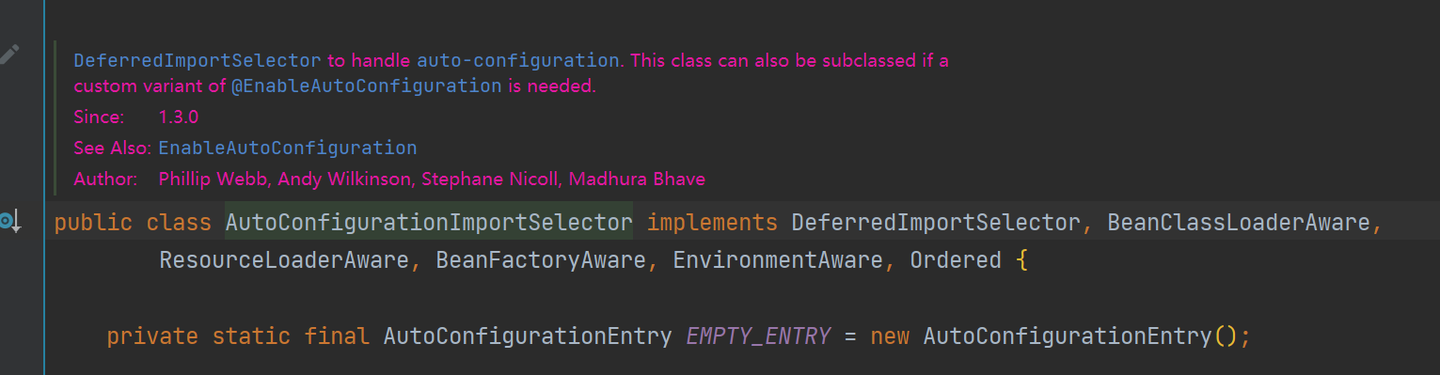 DeferredImportSelector to handle auto-configuration. This class can also be subclassed if a
custom variant of @EnableAutoConfiguration is needed.
Since: 1.3.0
See Also: EnableAutoConfiguration
Author: Phillip Webb, Andy Wilkinson, Stephane Nicoll, Madhura Bhave
public class AutoConfigurationImportSelector implements DeferredImportSelector, BeanClassLoaderAware,
ResourceLoaderAware, BeanFactoryAware, EnvironmentAware, Ordered {
private static final AutoConfigurationEntry EMPTY_ENTRY = new AutoConfigurationEntry();